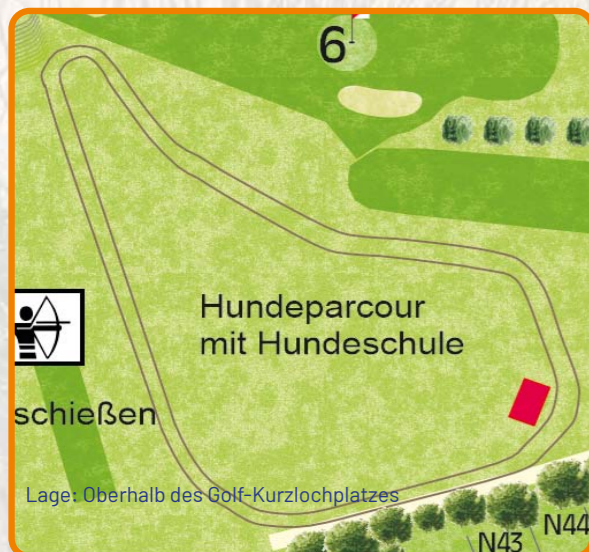 6
Hundeparcour
mit Hundeschule
schießen
Lage: Oberhalb des Golf-Kurzlochplatzes
N43
N44